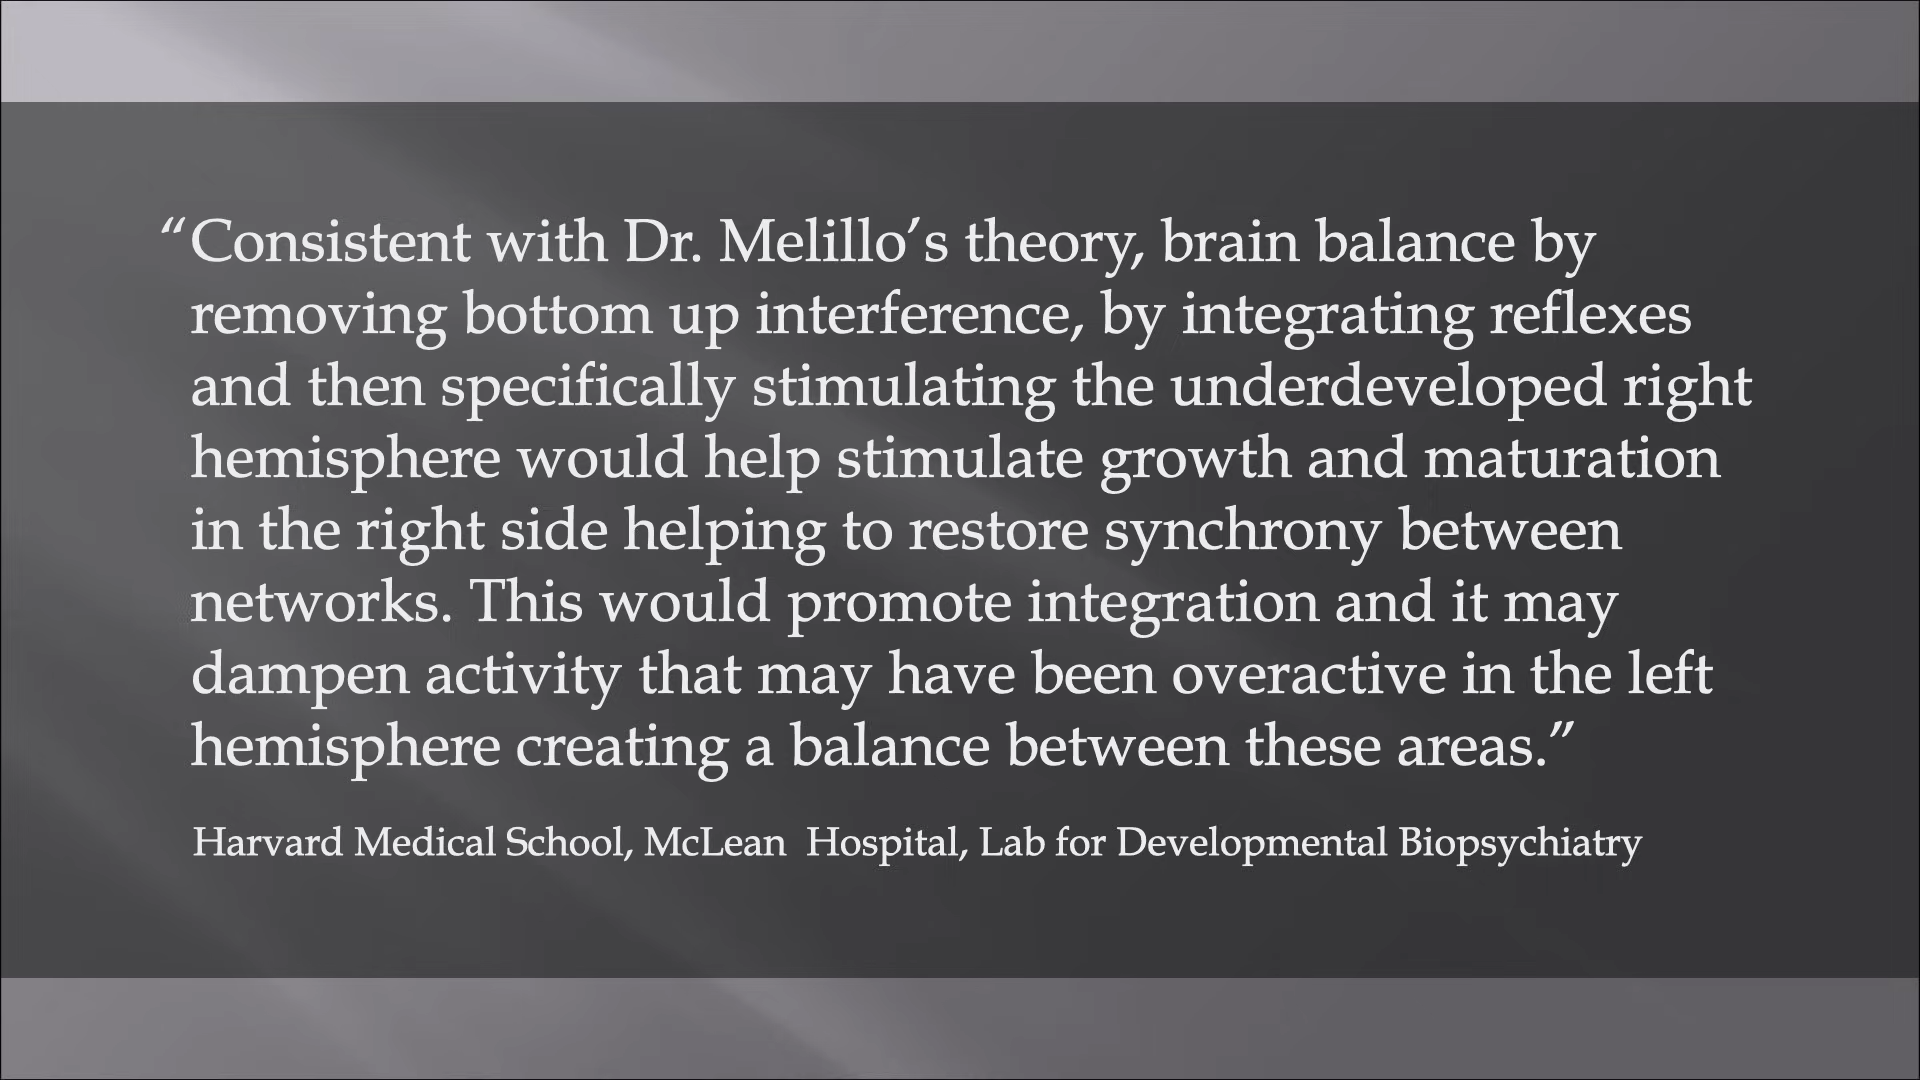 “Consistent with Dr. Melillo’s theory, brain balance by
removing bottom up interference, by integrating reflexes
and then specifically stimulating the underdeveloped right
hemisphere would help stimulate growth and maturation
in the right side helping to restore synchrony between
networks. This would promote integration and it may
dampen activity that may have been overactive in the left
hemisphere creating a balance between these areas.”
Harvard Medical School, McLean  Hospital, Lab for Developmental Biopsychiatry